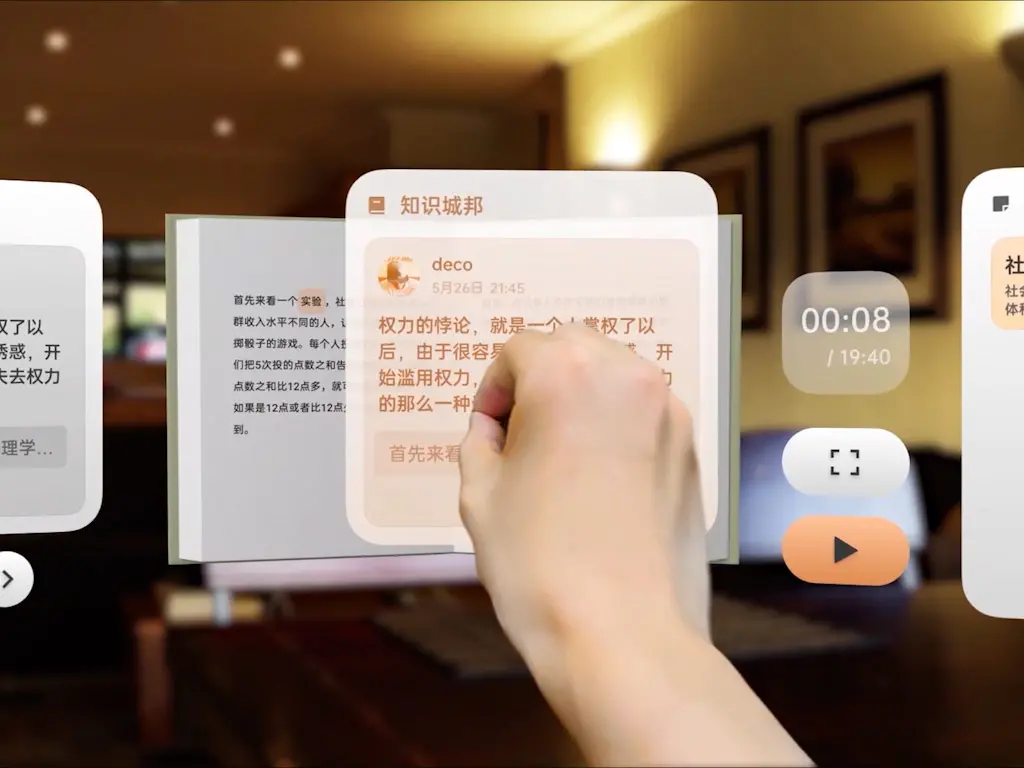 权了以
诱惑，开
失去权力
理学...
首先来看一个实验，社
群收入水平不同的人，
掷骰子的游戏。每个人
们把5次投的点数之和告
点数之和比12点多，就
如果是12点或者比12点
到。
知识城邦
deco
5月26日 21:45
权力的悖论，就是一个人掌权了以
后，由于很容易 惑，开
始滥用权力， 力
的那么一种
首先来看
00:08
/ 19:40
社
社会
体